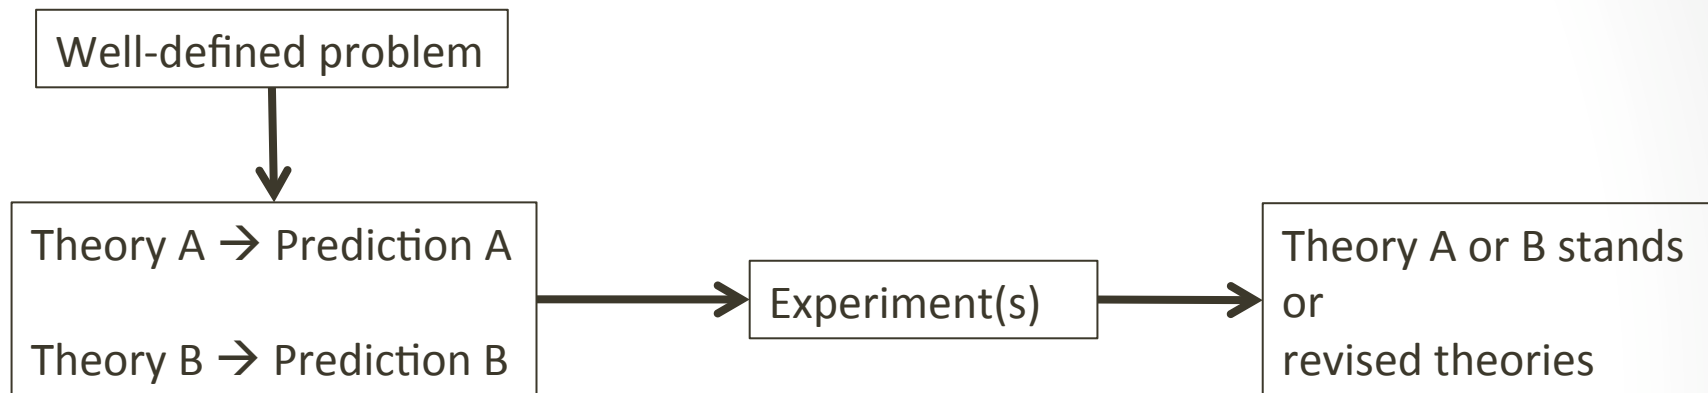 Well-defined problem
Theory A → Prediction A
Theory B → Prediction B
Experiment(s)
Theory A or B stands
or
revised theories